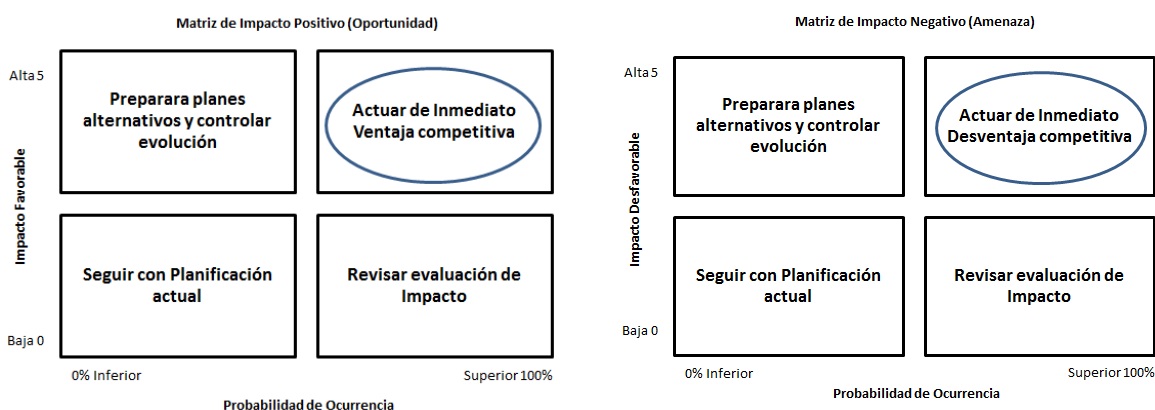 Matriz de Impacto Positivo (Oportunidad)
Alta 5
Impacto Favorable
Baja 0
Preparara planes
alternativos y controlar
evolución
Actuar de Inmediato
Ventaja competitiva
Seguir con Planificación
actual
Revisar evaluación de
Impacto
0% Inferior
Superior 100%
Probabilidad de Ocurrencia
Matriz de Impacto Negativo (Amenaza)
Alta 5
Impacto Desfavorable
Baja 0
Preparara planes
alternativos y controlar
evolución
Actuar de Inmediato
Desventaja competitiva
Seguir con Planificación
actual
Revisar evaluación de
Impacto
0% Inferior
Superior 100%
Probabilidad de Ocurrencia